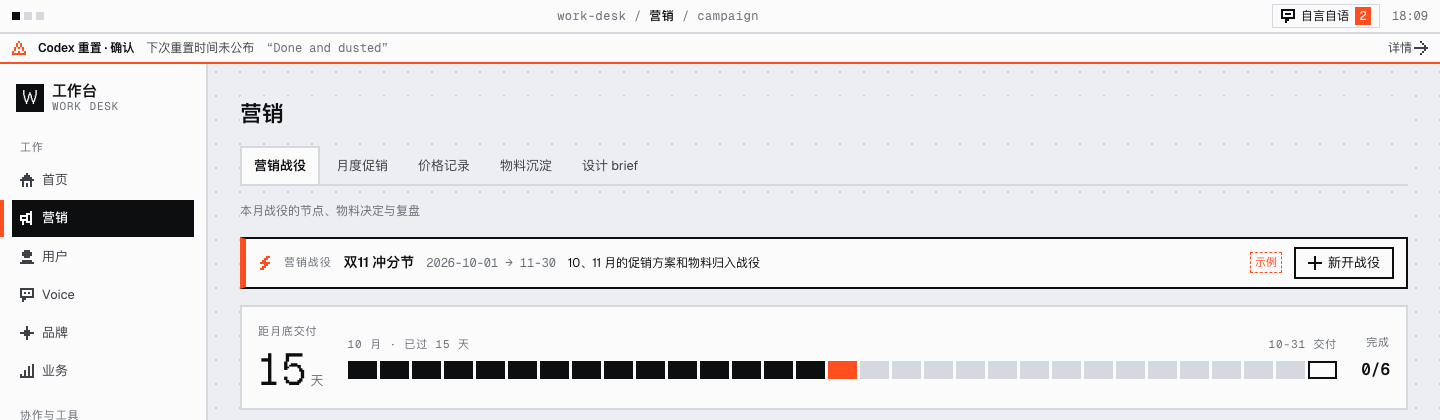 work-desk / 营销 / campaign
自言自语 2
18:09
Codex 重置·确认 下次重置时间未公布 “Done and dusted”
详情
W
工作台
WORK DESK
工作
首页
营销
用户
Voice
品牌
业务
协作与工具
营销
营销战役 月度促销 价格记录 物料沉淀 设计 brief
本月战役的节点、物料决定与复盘
营销战役 双11 冲分节 2026-10-01 → 11-30 10、11 月的促销方案和物料归入战役
示例
新开战役
距月底交付
15 天
10 月 · 已过 15 天
10-31 交付
完成
0/6